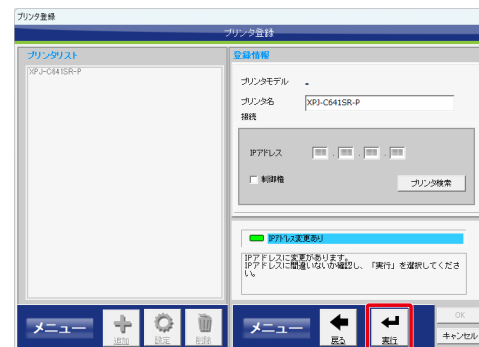 プリンタ登録
プリンタ登録
プリンタリスト
XPJ-C641SR-P
登録情報
プリンタモデル -
プリンタ名 XPJ-C641SR-P
接続
IPアドレス . . .
制御権
プリンタ検索
IPアドレス変更あり
IPアドレスに変更があります。
IPアドレスに間違いないか確認し、「実行」を選択してくださ
い。
メニュー 追加 設定 削除
メニュー 戻る 実行
OK
キャンセル